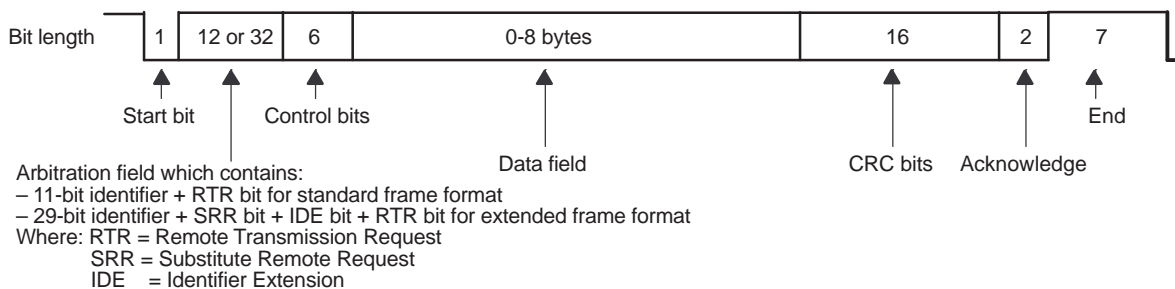 Bit length 1 12 or 32 6 0-8 bytes 16 2 7
Start bit Control bits End
Data field CRC bits Acknowledge
Arbitration field which contains:
– 11-bit identifier + RTR bit for standard frame format
– 29-bit identifier + SRR bit + IDE bit + RTR bit for extended frame format
Where: RTR = Remote Transmission Request
SRR = Substitute Remote Request
IDE = Identifier Extension